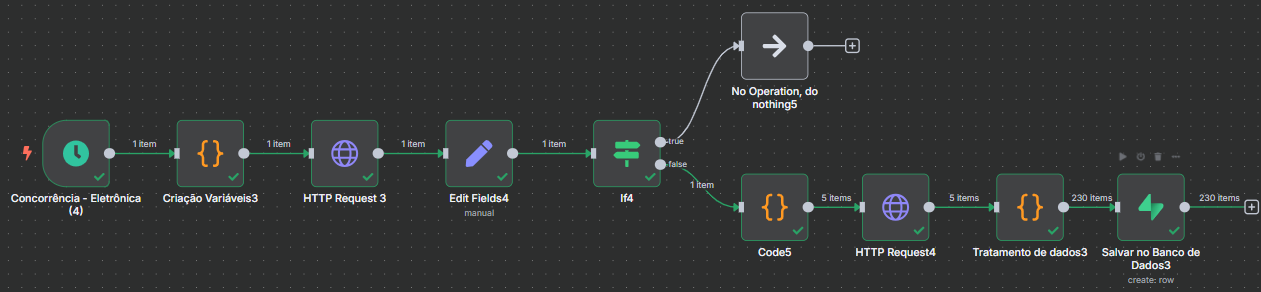 No Operation, do
nothing5
1 item
1 item
1 item
1 item
true
false
Concorrência - Eletrônica
(4)
Criação Variáveis3
HTTP Request 3
Edit Fields4
manual
If4
1 item
5 items
5 items
230 items
230 items
Code5
HTTP Request4
Tratamento de dados3
Salvar no Banco de
Dados3
create: row